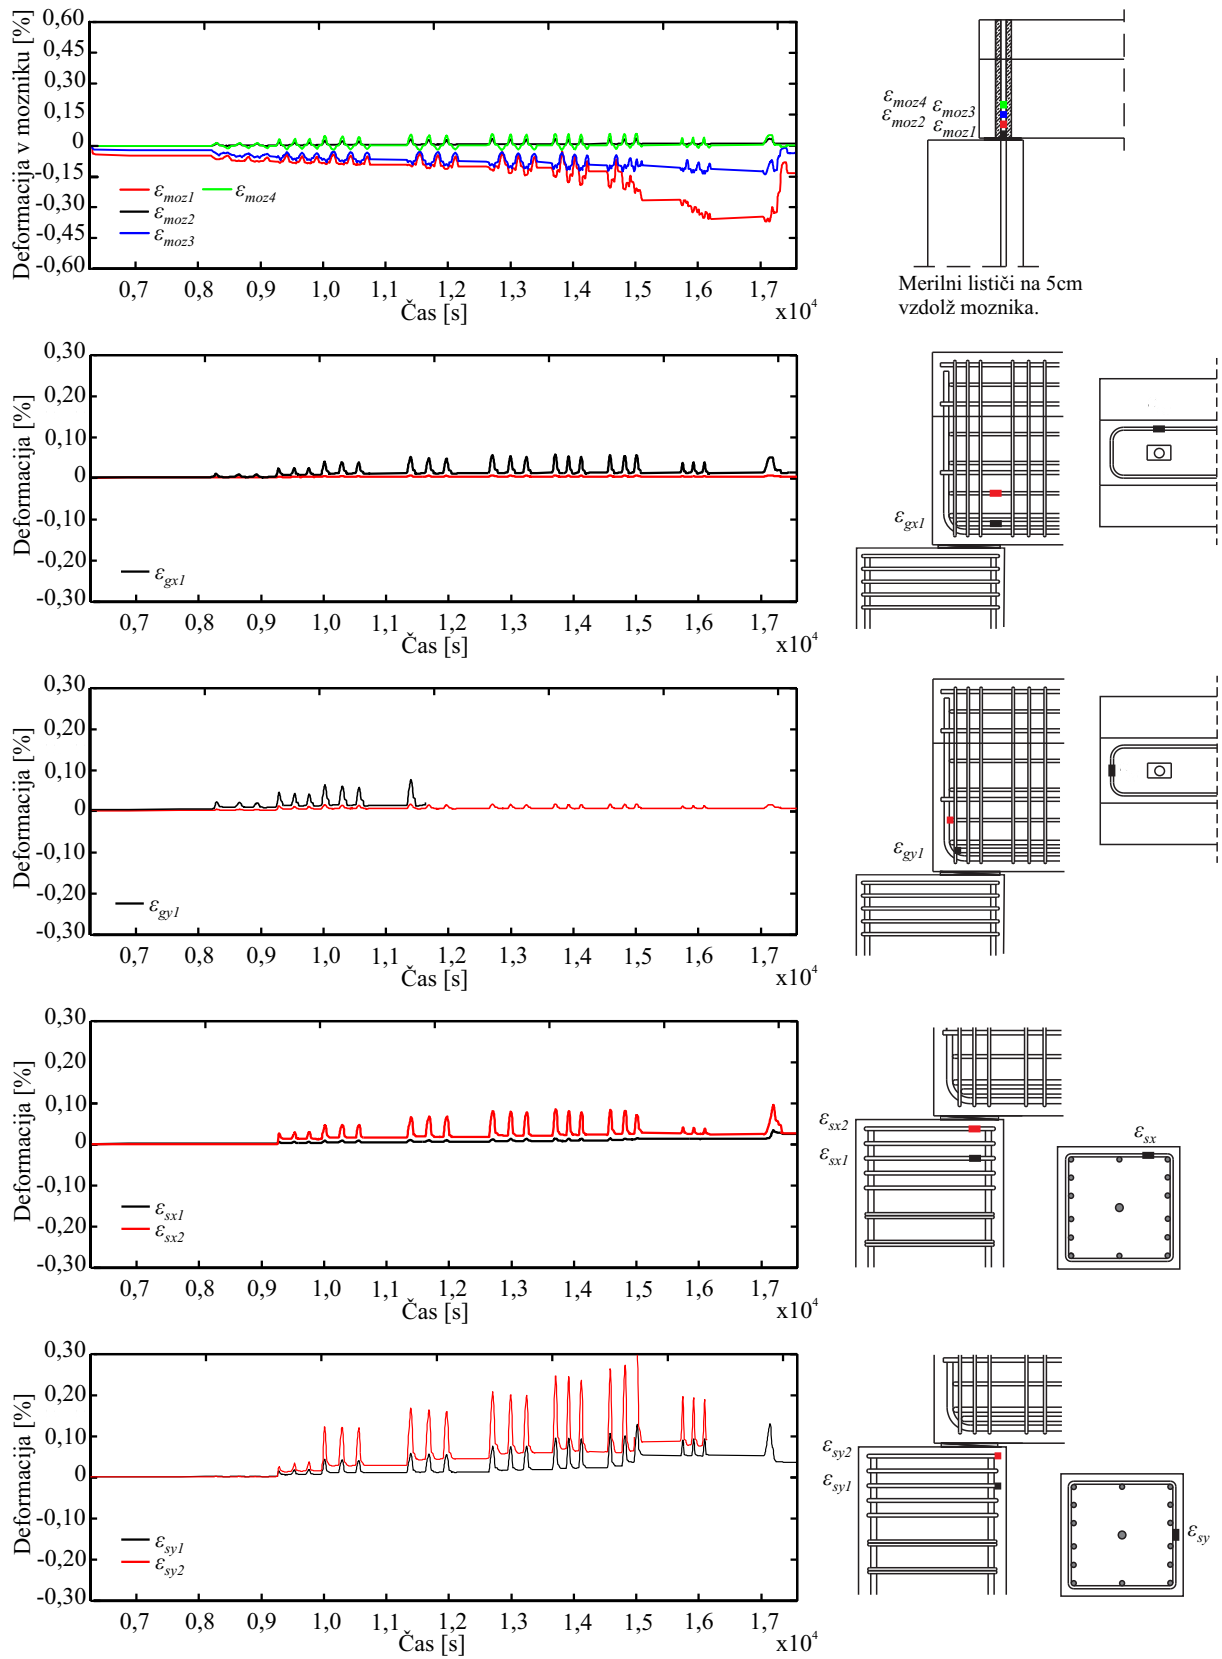 Deformacija v mozniku [%]
0,60
0,45
0,30
0,15
0
-0,15
-0,30
-0,45
-0,60
εmoz1 εmoz4
εmoz2
εmoz3
0,7 0,8 0,9 1,0 1,1 1,2 1,3 1,4 1,5 1,6 1,7
Čas [s] x10⁴
εmoz4 εmoz3
εmoz2 εmoz1
Merilni lističi na 5cm
vzdolž moznika.
Deformacija [%]
0,30
0,20
0,10
0
-0,10
-0,20
-0,30
εgx1
0,7 0,8 0,9 1,0 1,1 1,2 1,3 1,4 1,5 1,6 1,7
Čas [s] x10⁴
εgx1
Deformacija [%]
0,30
0,20
0,10
0
-0,10
-0,20
-0,30
εgy1
0,7 0,8 0,9 1,0 1,1 1,2 1,3 1,4 1,5 1,6 1,7
Čas [s] x10⁴
εgy1
Deformacija [%]
0,30
0,20
0,10
0
-0,10
-0,20
-0,30
εsx1
εsx2
0,7 0,8 0,9 1,0 1,1 1,2 1,3 1,4 1,5 1,6 1,7
Čas [s] x10⁴
εsx2
εsx1
εsx
Deformacija [%]
0,30
0,20
0,10
0
-0,10
-0,20
-0,30
εsy1
εsy2
0,7 0,8 0,9 1,0 1,1 1,2 1,3 1,4 1,5 1,6 1,7
Čas [s] x10⁴
εsy2
εsy1
εsy